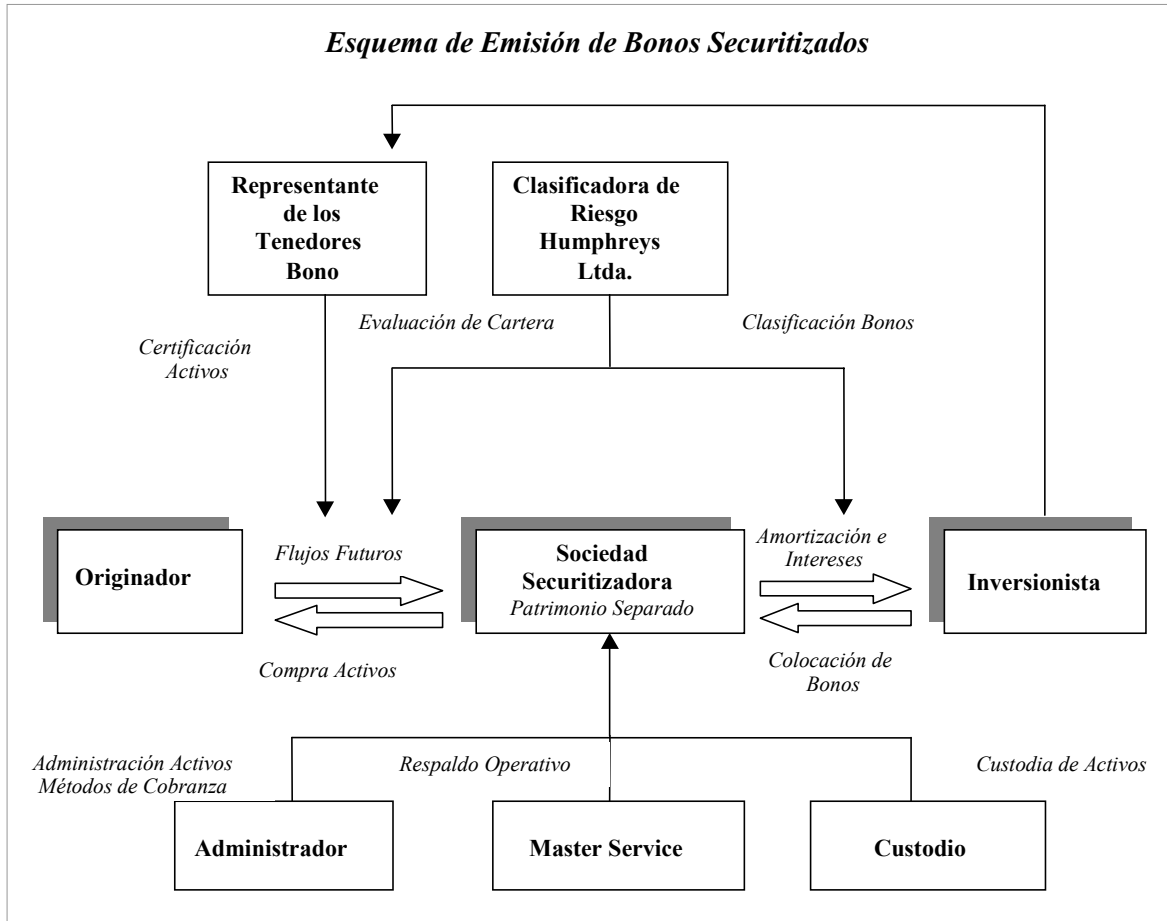 Esquema de Emisión de Bonos Securitizados
Representante
de los
Tenedores
Bono
Clasificadora de
Riesgo
Humphreys
Ltda.
Certificación
Activos
Evaluación de Cartera
Clasificación Bonos
Originador
Flujos Futuros
Compra Activos
Sociedad
Securitizadora
Patrimonio Separado
Amortización e
Intereses
Colocación de
Bonos
Inversionista
Administración Activos
Métodos de Cobranza
Respaldo Operativo
Custodia de Activos
Administrador
Master Service
Custodio